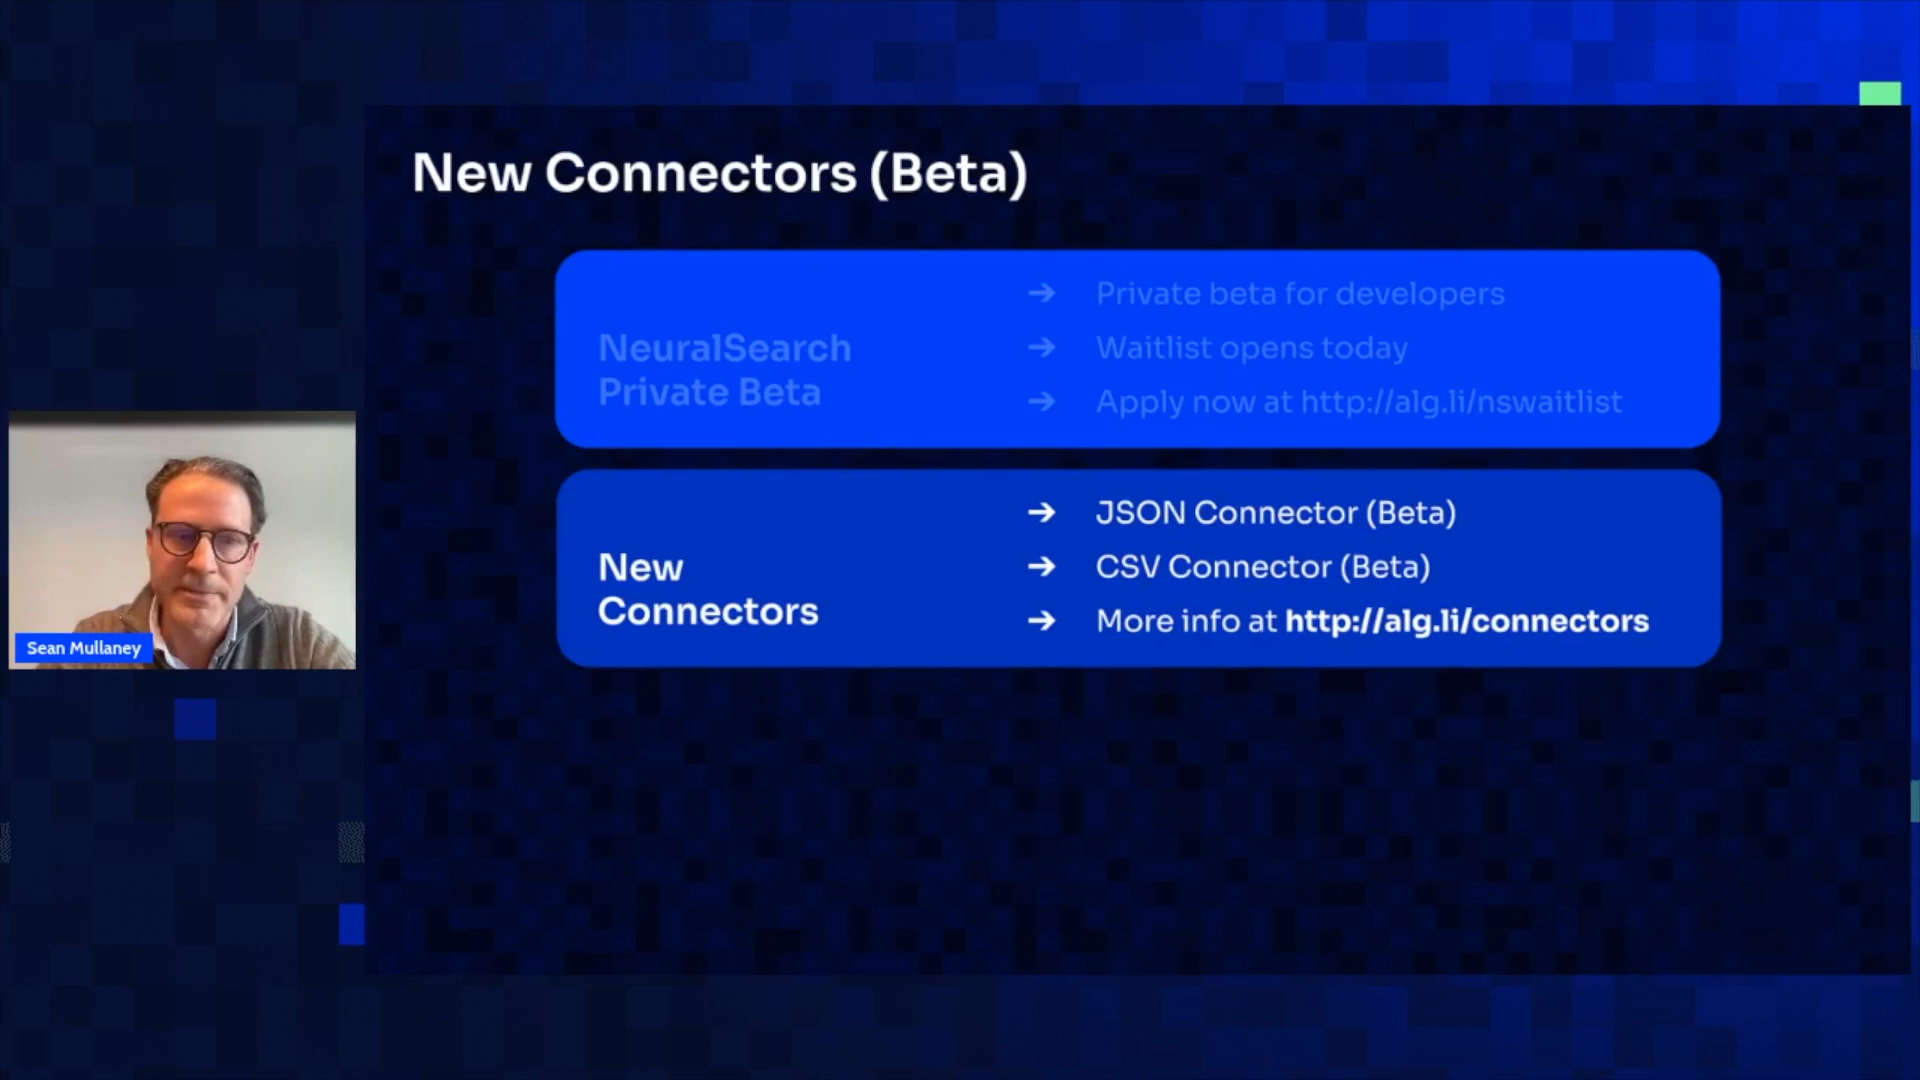 New Connectors (Beta)
NeuralSearch
Private Beta
→ Private beta for developers
→ Waitlist opens today
→ Apply now at http://alg.li/nswaitlist
New
Connectors
→ JSON Connector (Beta)
→ CSV Connector (Beta)
→ More info at http://alg.li/connectors
Sean Mullaney